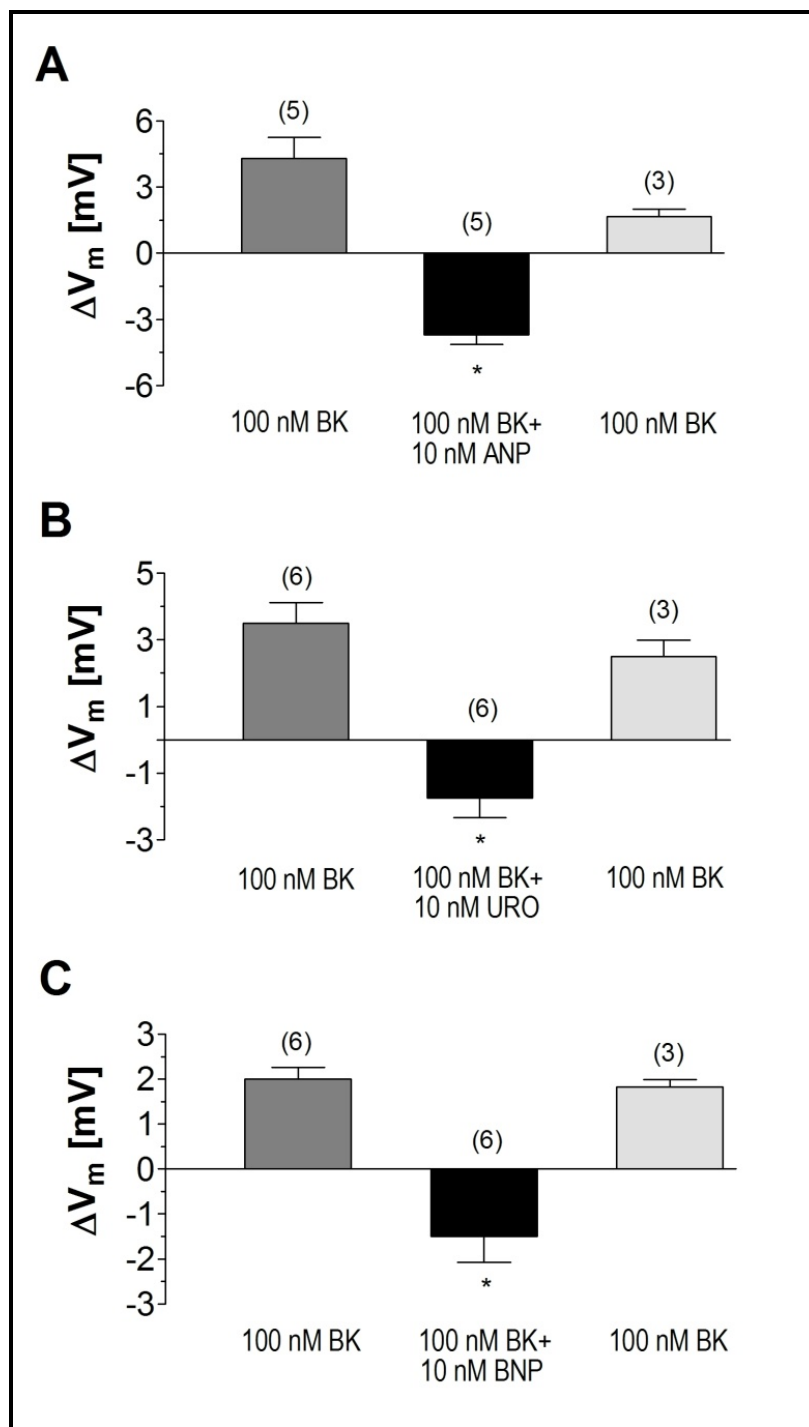 A
(5)
(5)
(3)
6
3
0
-3
-6
ΔVm [mV]
*
100 nM BK
100 nM BK+
10 nM ANP
100 nM BK
B
(6)
(6)
(3)
5
3
1
-1
-3
ΔVm [mV]
*
100 nM BK
100 nM BK+
10 nM URO
100 nM BK
C
(6)
(6)
(3)
3
2
1
0
-1
-2
-3
ΔVm [mV]
*
100 nM BK
100 nM BK+
10 nM BNP
100 nM BK